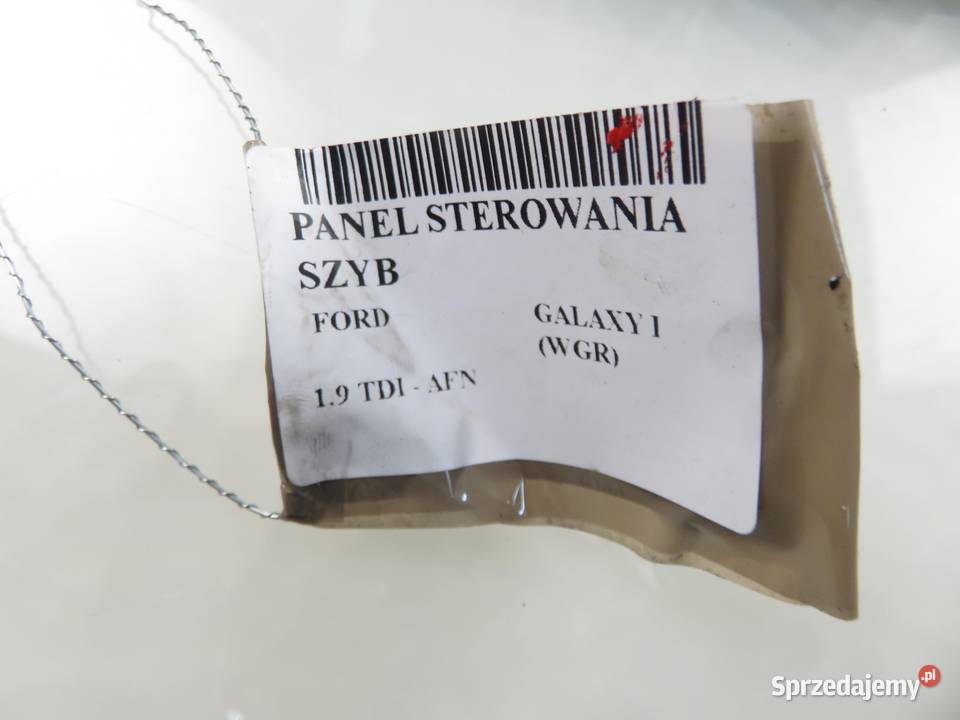 PANEL STEROWANIA
SZYB
FORD GALAXY I
(WGR)
1.9 TDI - AFN
Sprzedajemy.pl